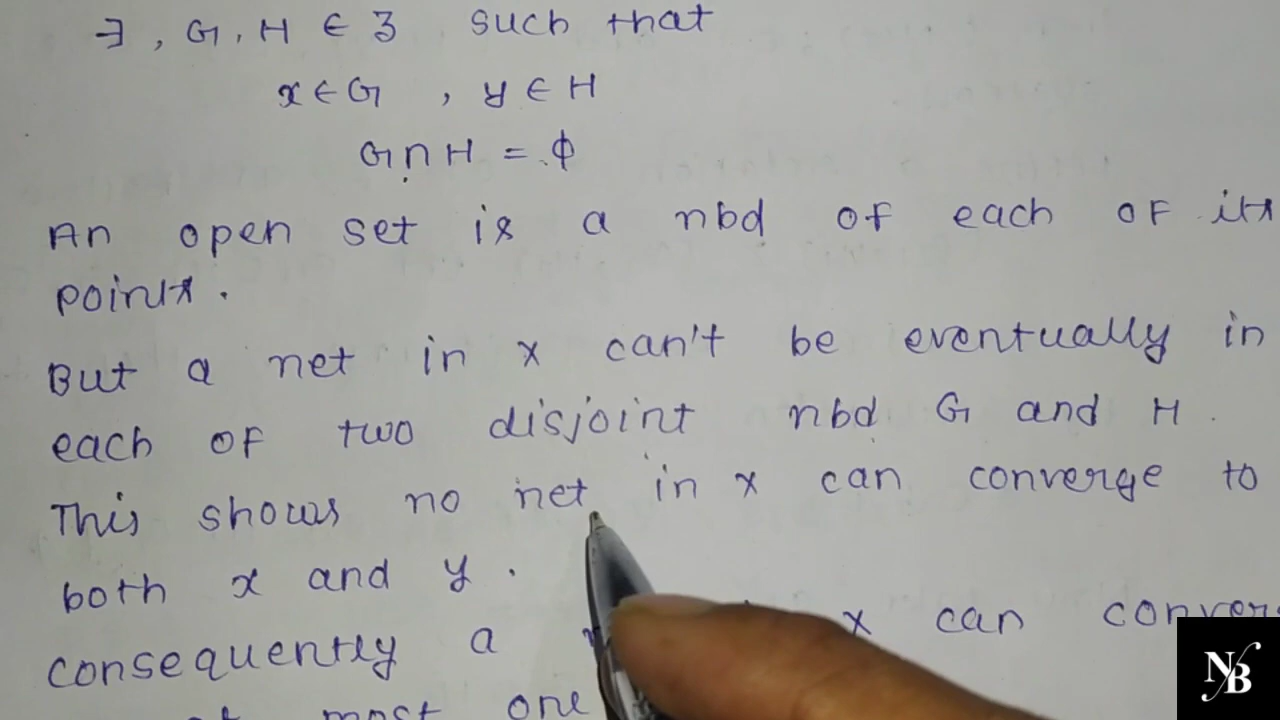 ∃, G, H ∈ ℑ such that
x ∈ G , y ∈ H
G ∩ H = ϕ
An open set is a nbd of each of its
points.
But a net in X can't be eventually in
each of two disjoint nbd G and H.
This shows no net in X can converge to
both x and y.
consequently a X can
most one
NB